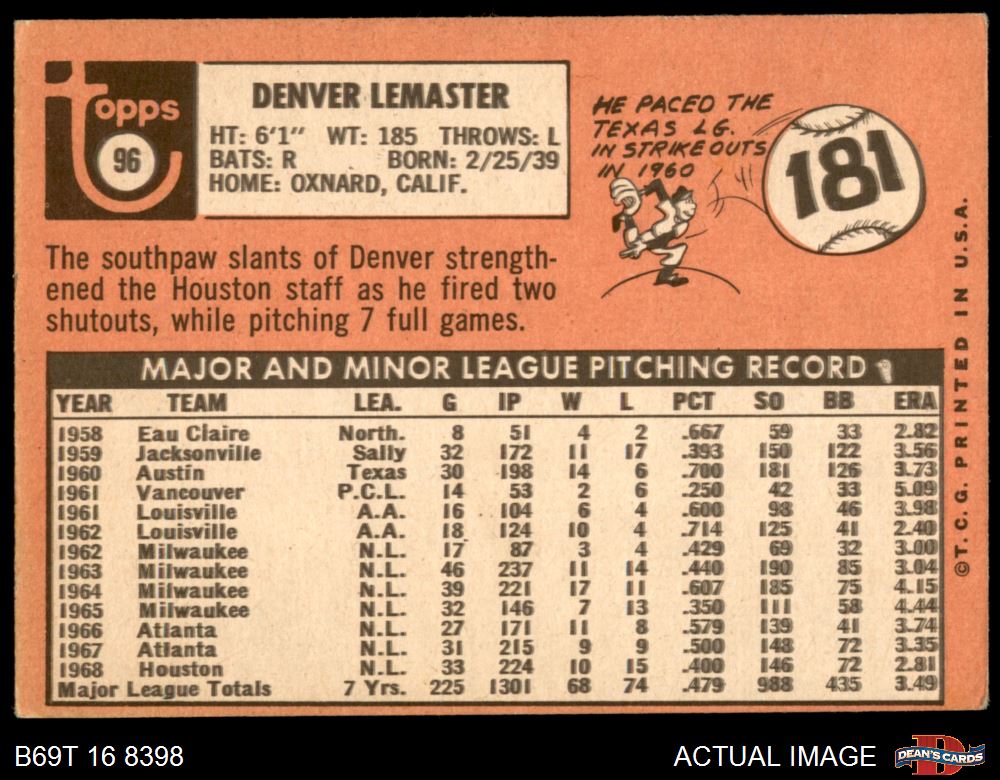 topps
96
DENVER LEMASTER
HT: 6'1" WT: 185 THROWS: L
BATS: R BORN: 2/25/39
HOME: OXNARD, CALIF.
HE PACED THE
TEXAS LG.
IN STRIKEOUTS
IN 1960
181
The southpaw slants of Denver strength-
ened the Houston staff as he fired two
shutouts, while pitching 7 full games.
MAJOR AND MINOR LEAGUE PITCHING RECORD
YEAR TEAM LEA. G IP W L PCT SO BB ERA
1958 Eau Claire North. 8 51 4 2 .667 59 33 2.82
1959 Jacksonville Sally 32 172 11 17 .393 150 122 3.56
1960 Austin Texas 30 198 14 6 .700 181 126 3.73
1961 Vancouver P.C.L. 14 53 2 6 .250 42 33 5.09
1961 Louisville A.A. 16 104 6 4 .600 98 46 3.98
1962 Louisville A.A. 18 124 10 4 .714 125 41 2.40
1962 Milwaukee N.L. 17 87 3 4 .429 69 32 3.00
1963 Milwaukee N.L. 46 237 11 14 .440 190 85 3.04
1964 Milwaukee N.L. 39 221 17 11 .607 185 75 4.15
1965 Milwaukee N.L. 32 146 7 13 .350 111 58 4.44
1966 Atlanta N.L. 27 171 11 8 .579 139 41 3.74
1967 Atlanta N.L. 31 215 9 9 .500 148 72 3.35
1968 Houston N.L. 33 224 10 15 .400 146 72 2.81
Major League Totals 7 Yrs. 225 1301 68 74 .479 988 435 3.49
©T.C.G. PRINTED IN U.S.A.
B69T 16 8398
ACTUAL IMAGE
DEAN'S CARDS